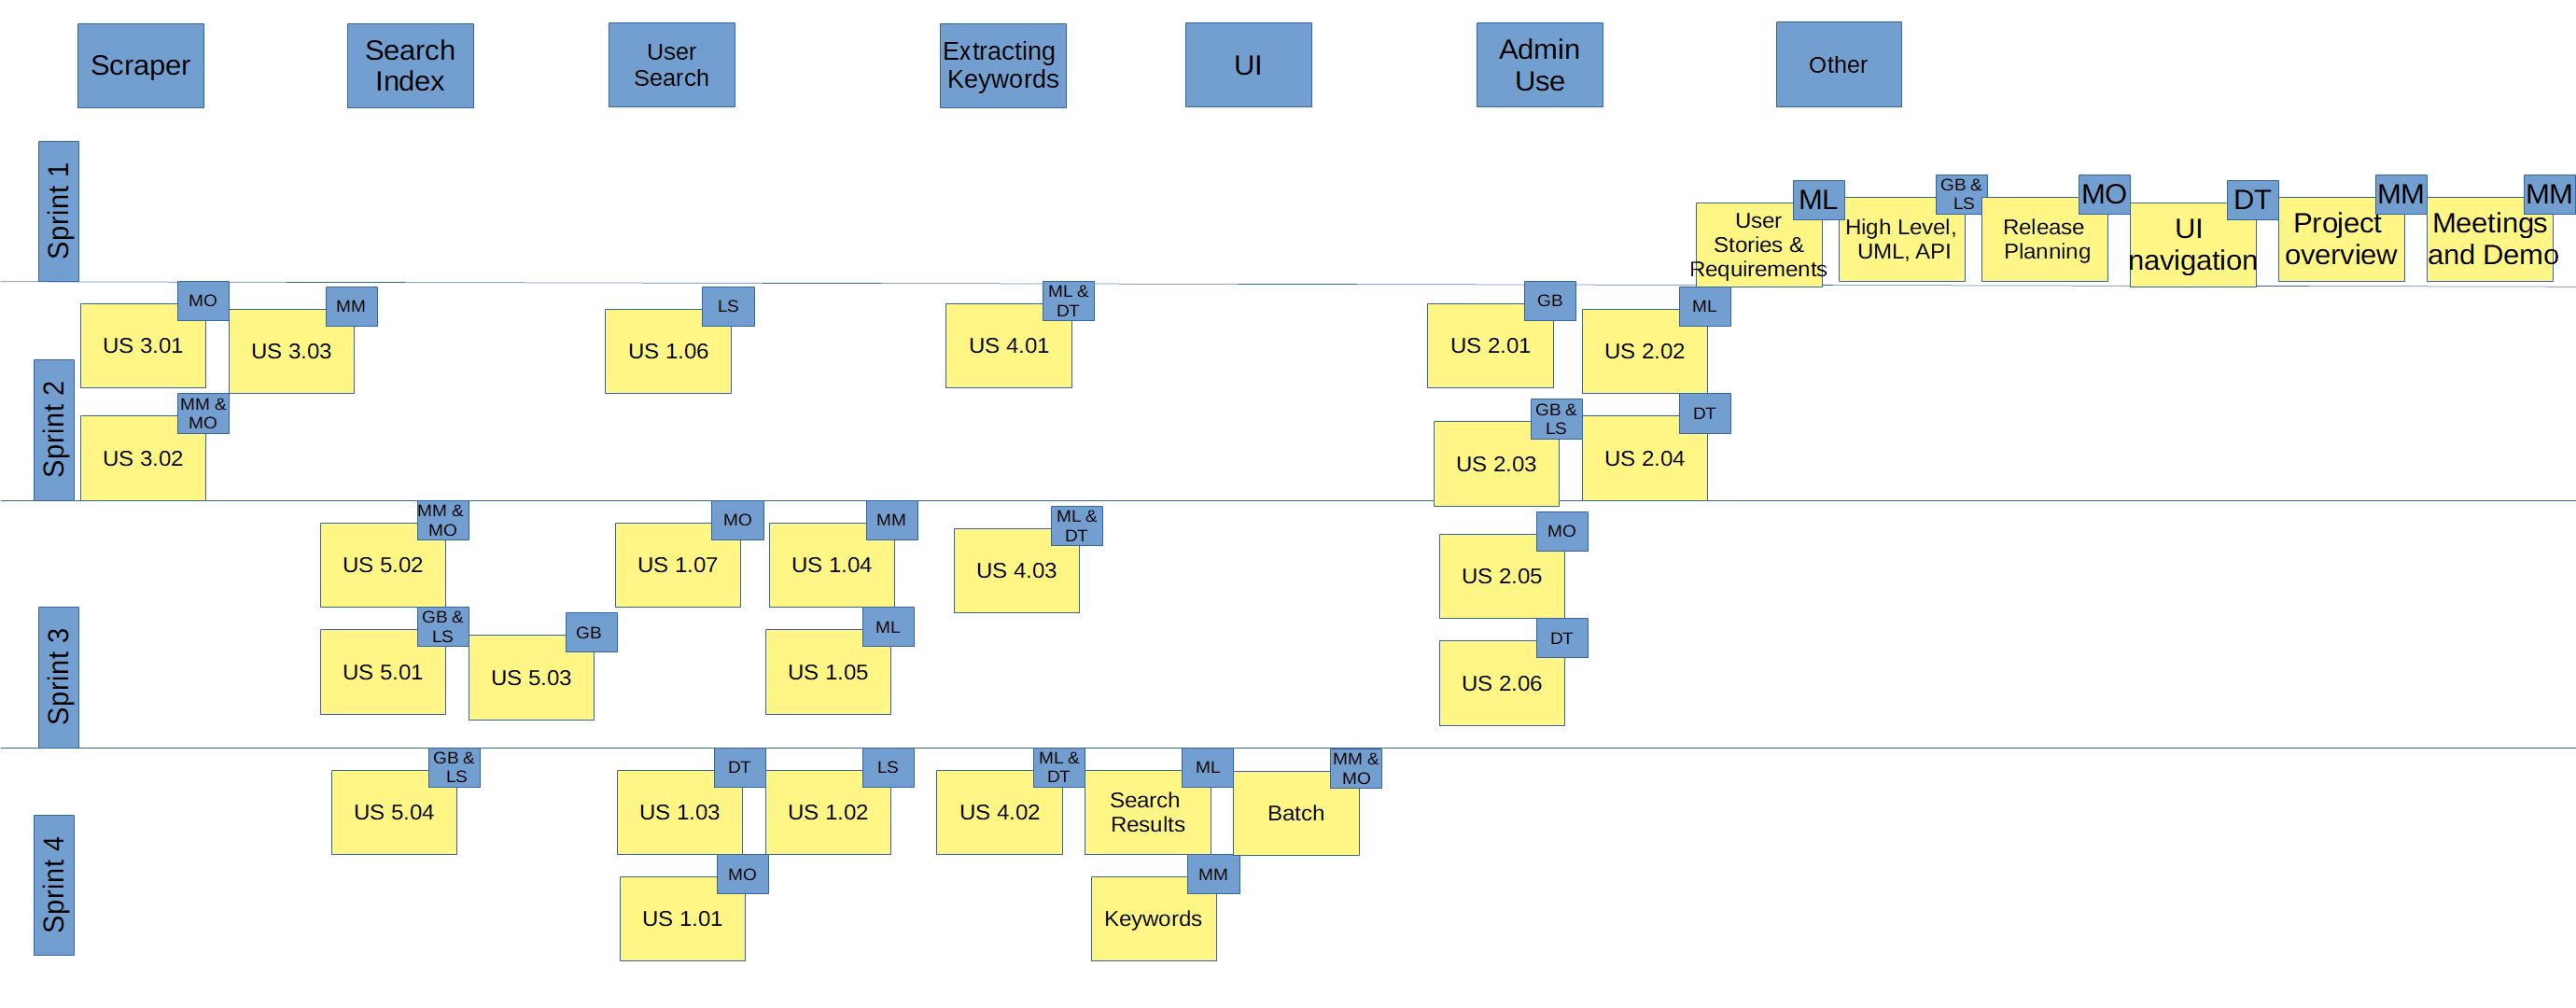 Scraper
Search
Index
User
Search
Extracting
Keywords
UI
Admin
Use
Other
Sprint 1
ML
User
Stories &
Requirements
GB &
LS
High Level,
UML, API
MO
Release
Planning
DT
UI
navigation
MM
Project
overview
MM
Meetings
and Demo
Sprint 2
MO
US 3.01
MM
US 3.03
LS
US 1.06
ML &
DT
US 4.01
GB
US 2.01
ML
US 2.02
MM &
MO
US 3.02
GB &
LS
US 2.03
DT
US 2.04
Sprint 3
MM &
MO
US 5.02
MO
US 1.07
MM
US 1.04
ML &
DT
US 4.03
MO
US 2.05
GB &
LS
US 5.01
GB
US 5.03
ML
US 1.05
DT
US 2.06
Sprint 4
GB &
LS
US 5.04
DT
US 1.03
LS
US 1.02
ML &
DT
US 4.02
ML
Search
Results
MM &
MO
Batch
MO
US 1.01
MM
Keywords